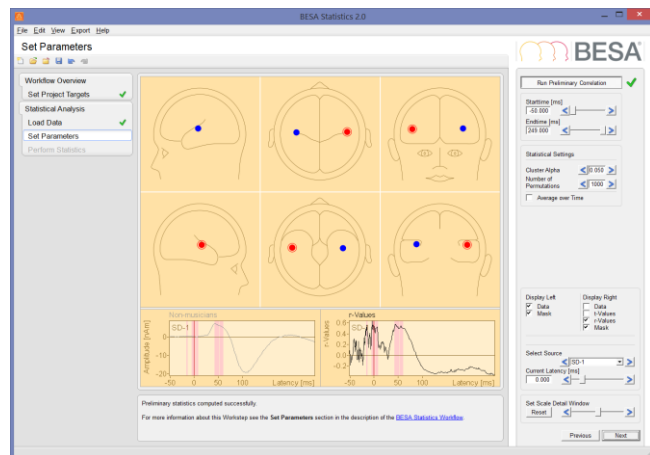 BESA Statistics 2.0
File Edit View Export Help
Set Parameters
BESA
Workflow Overview
Set Project Targets
Statistical Analysis
Load Data
Set Parameters
Perform Statistics
Non-musicians
SD-1
Amplitude [nAm]
0
-10
-20
-50 0 50 100
Latency [ms]
r-Values
SD-1
r-Values
0.6
0.4
0.2
0.0
-0.2
-50 0 50 100
Latency [ms]
Preliminary statistics computed successfully.
For more information about this Workstep see the Set Parameters section in the description of the BESA Statistics Workflow.
Run Preliminary Correlation
Starttime [ms]
-50.000
Endtime [ms]
249.000
Statistical Settings
Cluster Alpha 0.050
Number of Permutations 1000
Average over Time
Display Left
Data
Mask
Display Right
Data
t-Values
r-Values
Mask
Select Source
SD-1
Current Latency [ms]
0.000
Set Scale Detail Window
Reset
Previous Next